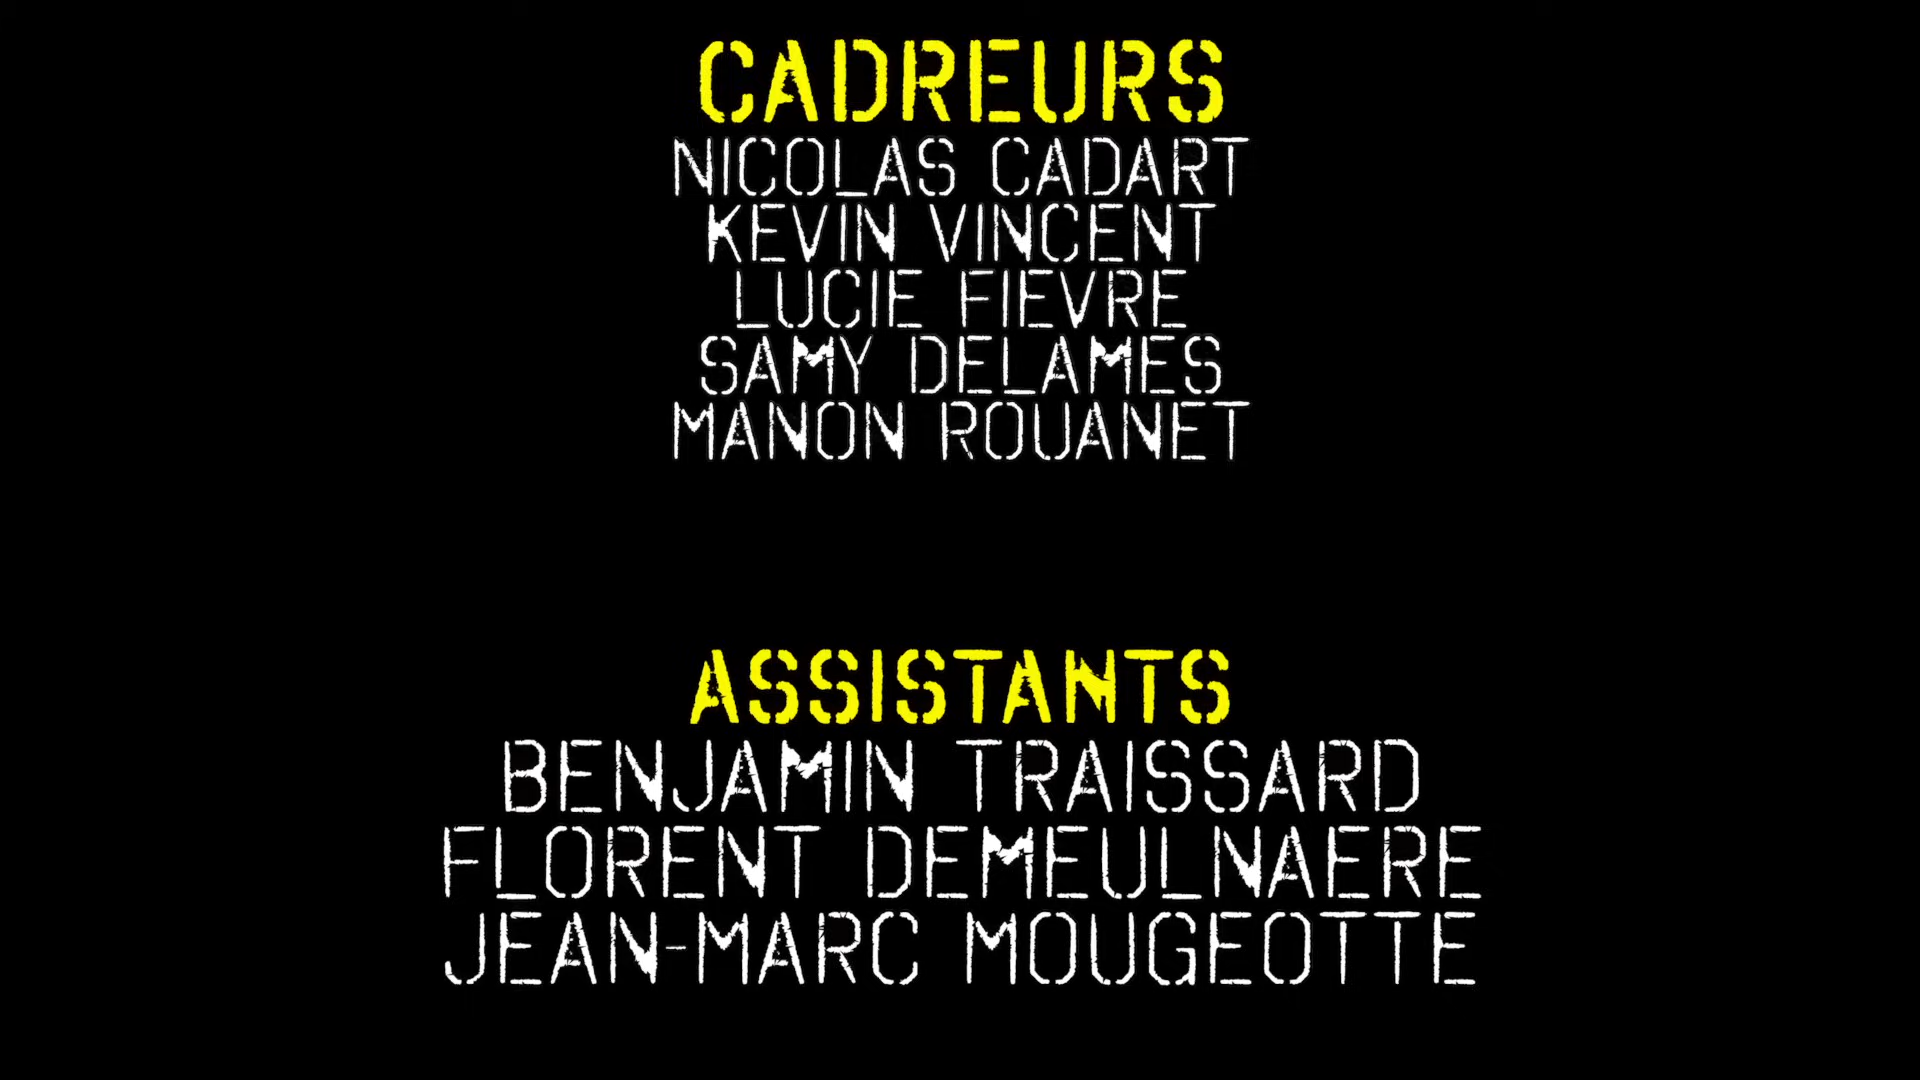 CADREURS
NICOLAS CADART
KEVIN VINCENT
LUCIE FIEVRE
SAMY DELAMES
MANON ROUANET
ASSISTANTS
BENJAMIN TRAISSARD
FLORENT DEMEULNAERE
JEAN-MARC MOUGEOTTE